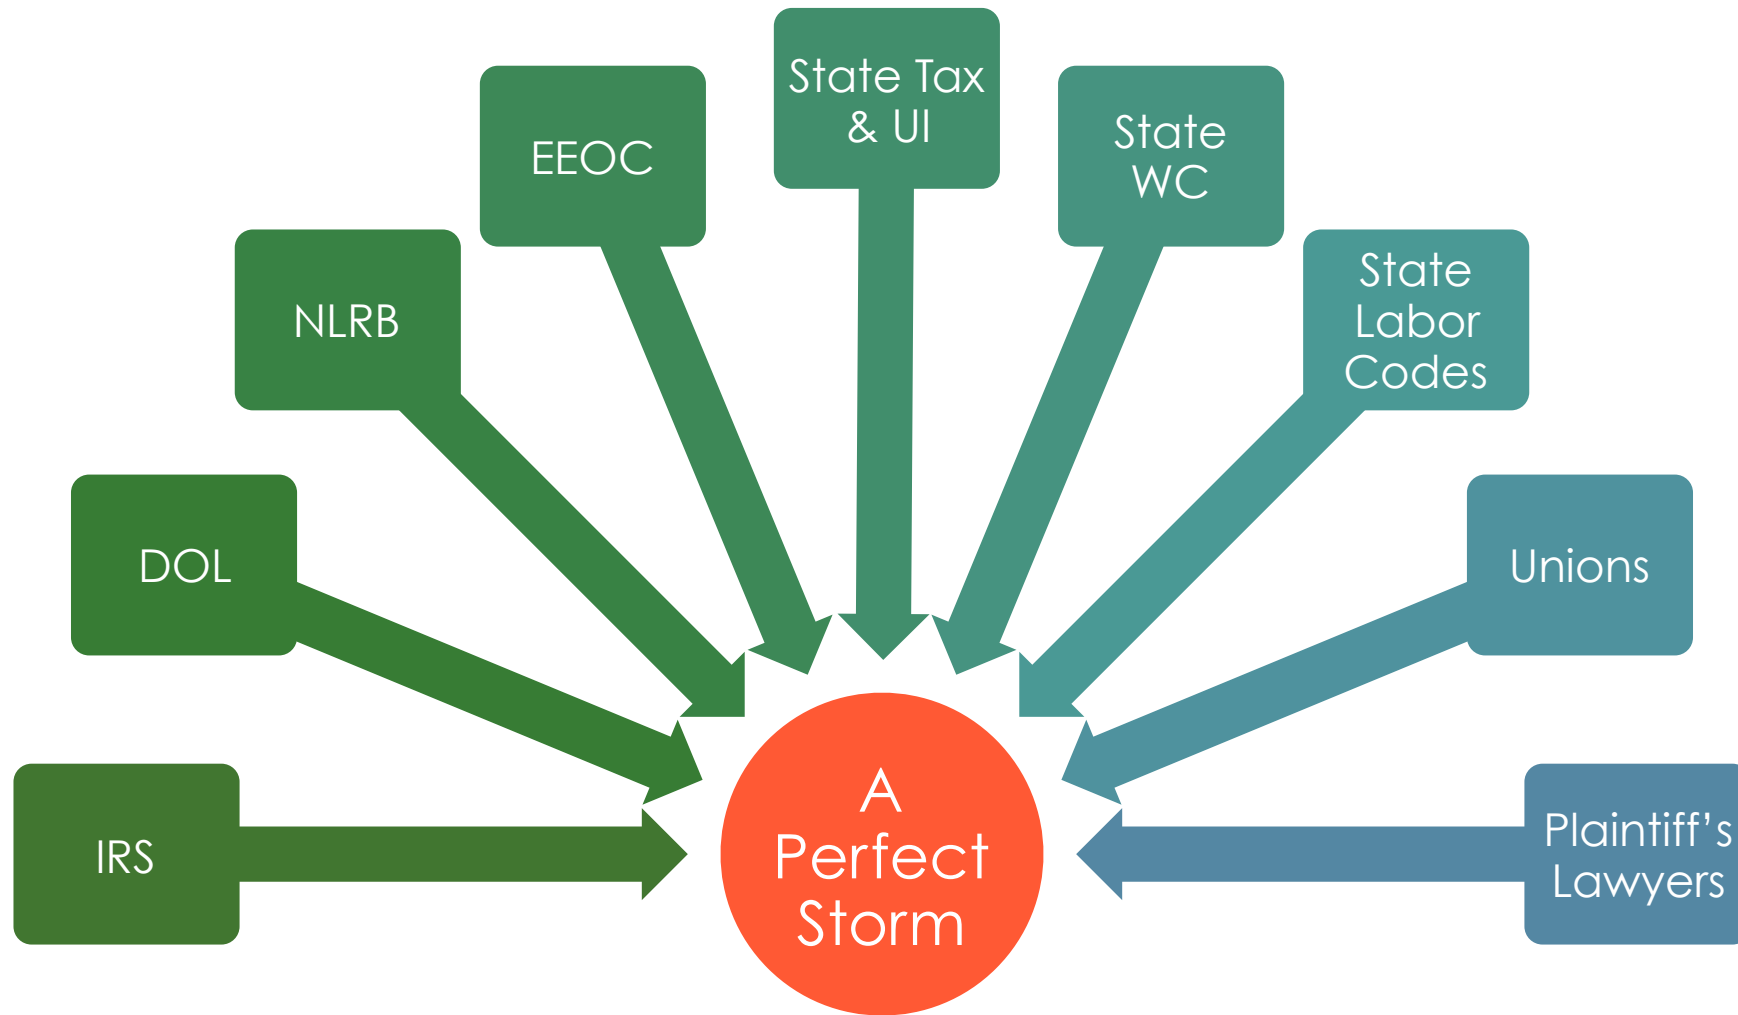 IRS
DOL
NLRB
EEOC
State Tax
& UI
State
WC
State
Labor
Codes
Unions
Plaintiff’s
Lawyers
A
Perfect
Storm